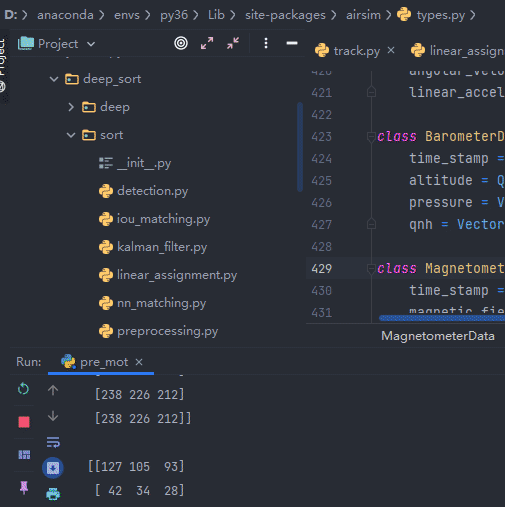 D: > anaconda > envs > py36 > Lib > site-packages > airsim > types.py >
Project
Project
deep_sort
deep
sort
__init__.py
detection.py
iou_matching.py
kalman_filter.py
linear_assignment.py
nn_matching.py
preprocessing.py
track.py × linear_assign
420 angular_velo
421 linear_accel
422
423 class BarometerD
424 time_stamp =
425 altitude = Q
426 pressure = V
427 qnh = Vector
428
429 class Magnetomet
430 time_stamp =
431 magnetic_fie
MagnetometerData
Run: pre_mot ×
[238 226 212]
[238 226 212]]
[[127 105  93]
[ 42  34  28]